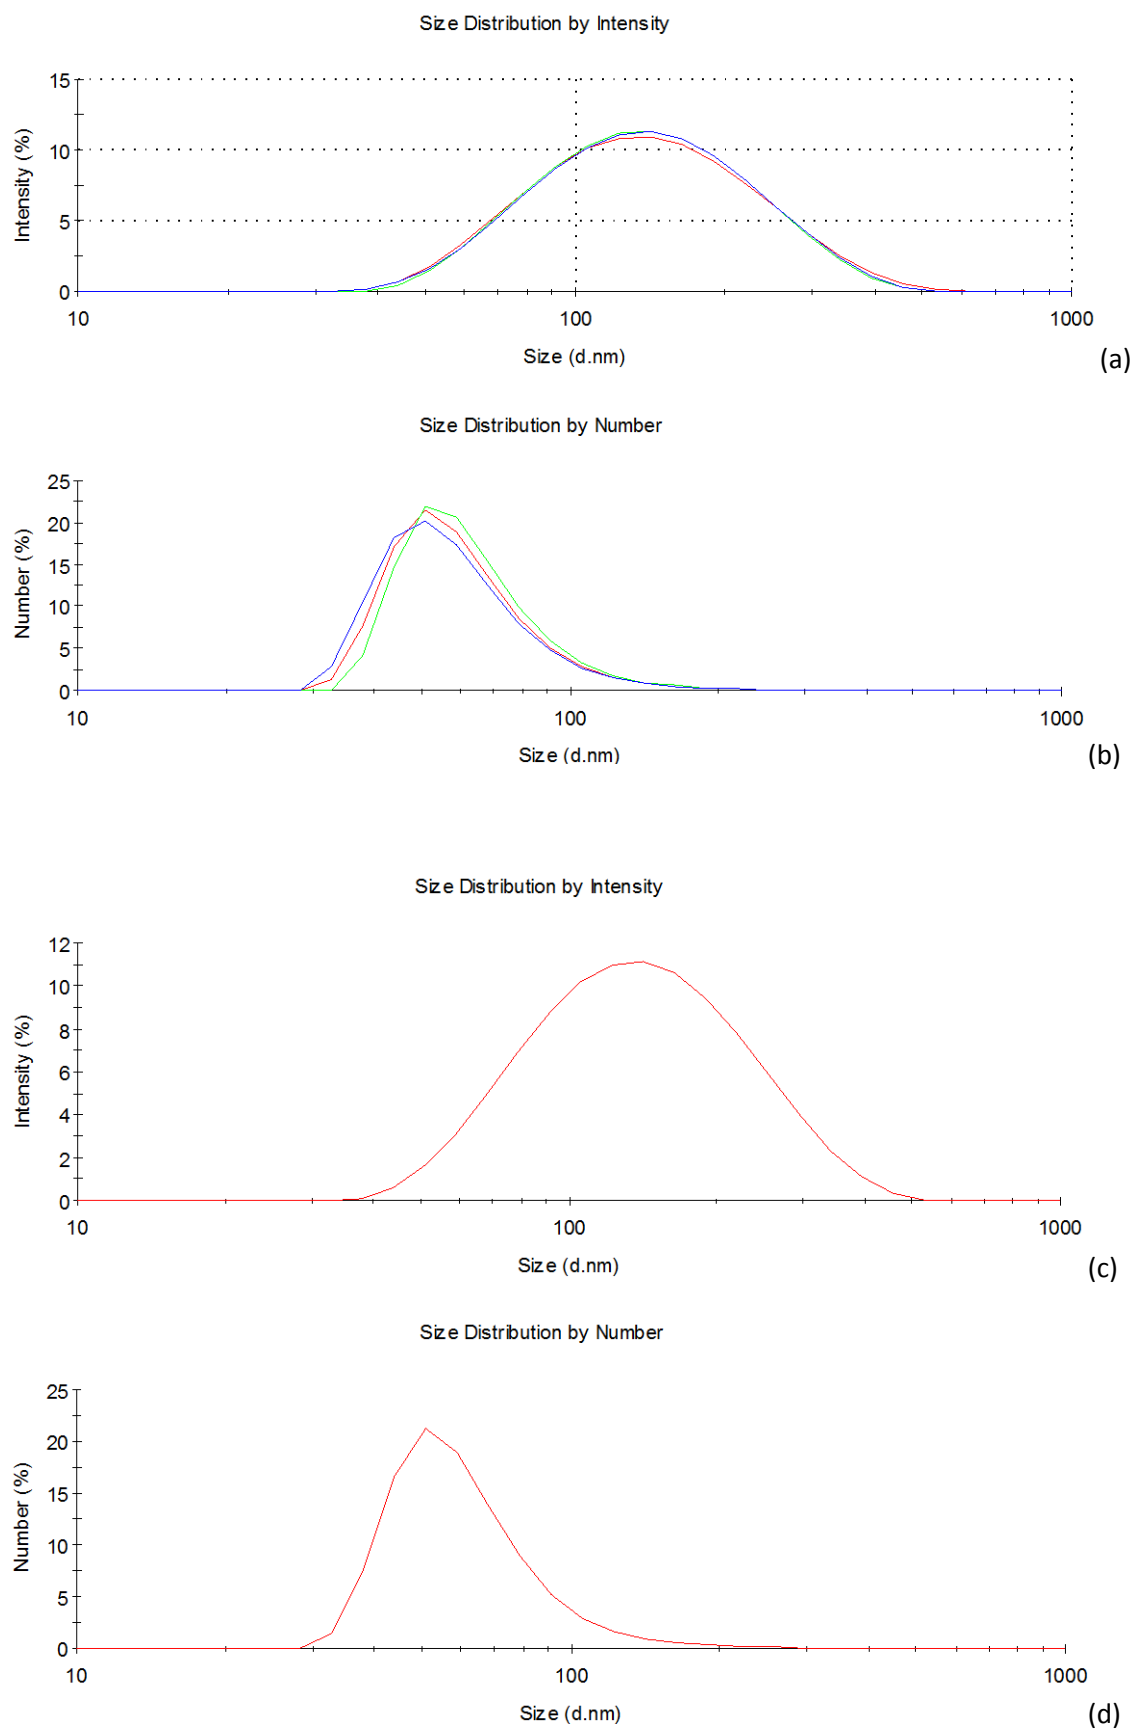 Size Distribution by Intensity
15
10
5
0
Intensity (%)
10 100 1000
Size (d.nm)
(a)
Size Distribution by Number
25
20
15
10
5
0
Number (%)
10 100 1000
Size (d.nm)
(b)
Size Distribution by Intensity
12
10
8
6
4
2
0
Intensity (%)
10 100 1000
Size (d.nm)
(c)
Size Distribution by Number
25
20
15
10
5
0
Number (%)
10 100 1000
Size (d.nm)
(d)